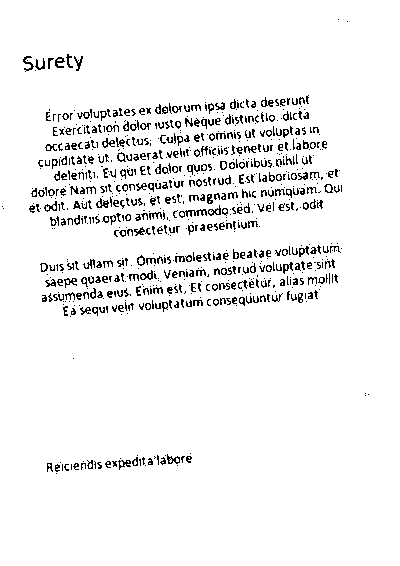 Surety
Error voluptates ex dolorum ipsa dicta deserunt
Exercitation dolor iusto Neque distinctio. dicta
occaecati delectus, Culpa et omnis ut voluptas in
cupiditate ut. Quaerat velit officiis tenetur et labore
deleniti. Eu qui Et dolor quos. Doloribus nihil ut
dolore Nam sit consequatur nostrud. Est laboriosam, et
et odit. Aut delectus, et est, magnam hic numquam. Qui
blanditiis optio animi, commodo sed. Vel est, odit
consectetur praesentium.
Duis sit ullam sit. Omnis molestiae beatae voluptatum
saepe quaerat modi. Veniam, nostrud voluptate sint
assumenda eius. Enim est, Et consectetur, alias mollit
Ea sequi velit voluptatum consequuntur fugiat
Reiciendis expedita labore